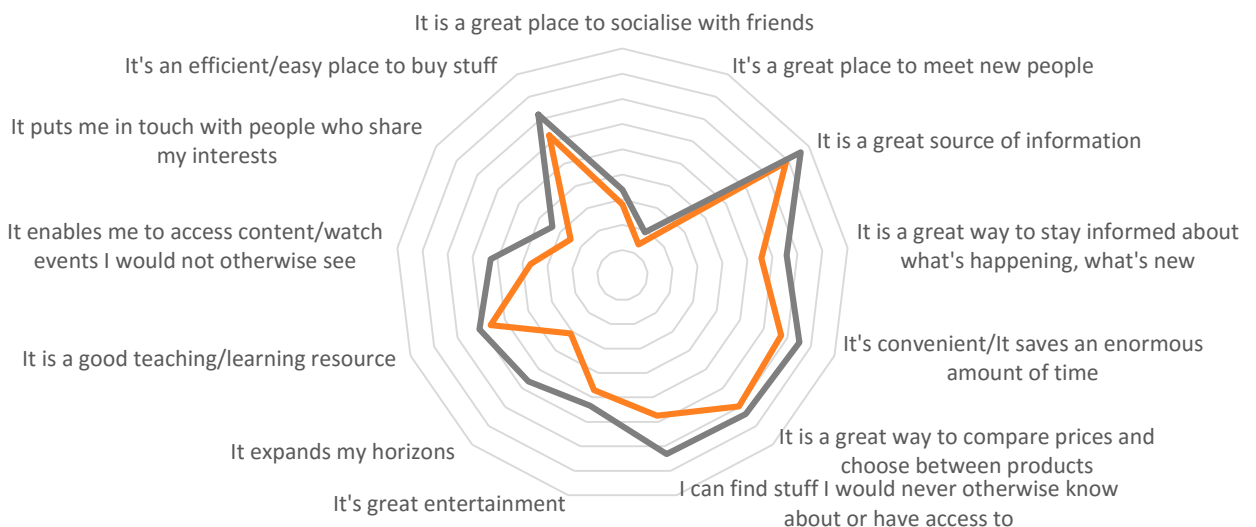 It is a great place to socialise with friends
It's an efficient/easy place to buy stuff
It's a great place to meet new people
It puts me in touch with people who share
my interests
It is a great source of information
It enables me to access content/watch
events I would not otherwise see
It is a great way to stay informed about
what's happening, what's new
It is a good teaching/learning resource
It's convenient/It saves an enormous
amount of time
It expands my horizons
It is a great way to compare prices and
choose between products
It's great entertainment
I can find stuff I would never otherwise know
about or have access to